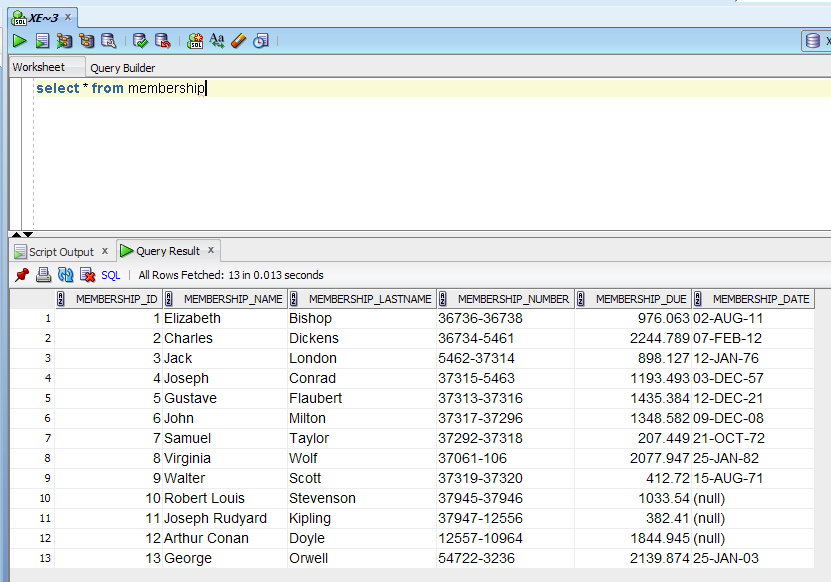 XE~3 x
Worksheet Query Builder
select * from membership
Script Output x Query Result x
SQL | All Rows Fetched: 13 in 0.013 seconds
MEMBERSHIP_ID MEMBERSHIP_NAME MEMBERSHIP_LASTNAME MEMBERSHIP_NUMBER MEMBERSHIP_DUE MEMBERSHIP_DATE
1 1 Elizabeth Bishop 36736-36738 976.063 02-AUG-11
2 2 Charles Dickens 36734-5461 2244.789 07-FEB-12
3 3 Jack London 5462-37314 898.127 12-JAN-76
4 4 Joseph Conrad 37315-5463 1193.493 03-DEC-57
5 5 Gustave Flaubert 37313-37316 1435.384 12-DEC-21
6 6 John Milton 37317-37296 1348.582 09-DEC-08
7 7 Samuel Taylor 37292-37318 207.449 21-OCT-72
8 8 Virginia Wolf 37061-106 2077.947 25-JAN-82
9 9 Walter Scott 37319-37320 412.72 15-AUG-71
10 10 Robert Louis Stevenson 37945-37946 1033.54 (null)
11 11 Joseph Rudyard Kipling 37947-12556 382.41 (null)
12 12 Arthur Conan Doyle 12557-10964 1844.945 (null)
13 13 George Orwell 54722-3236 2139.874 25-JAN-03